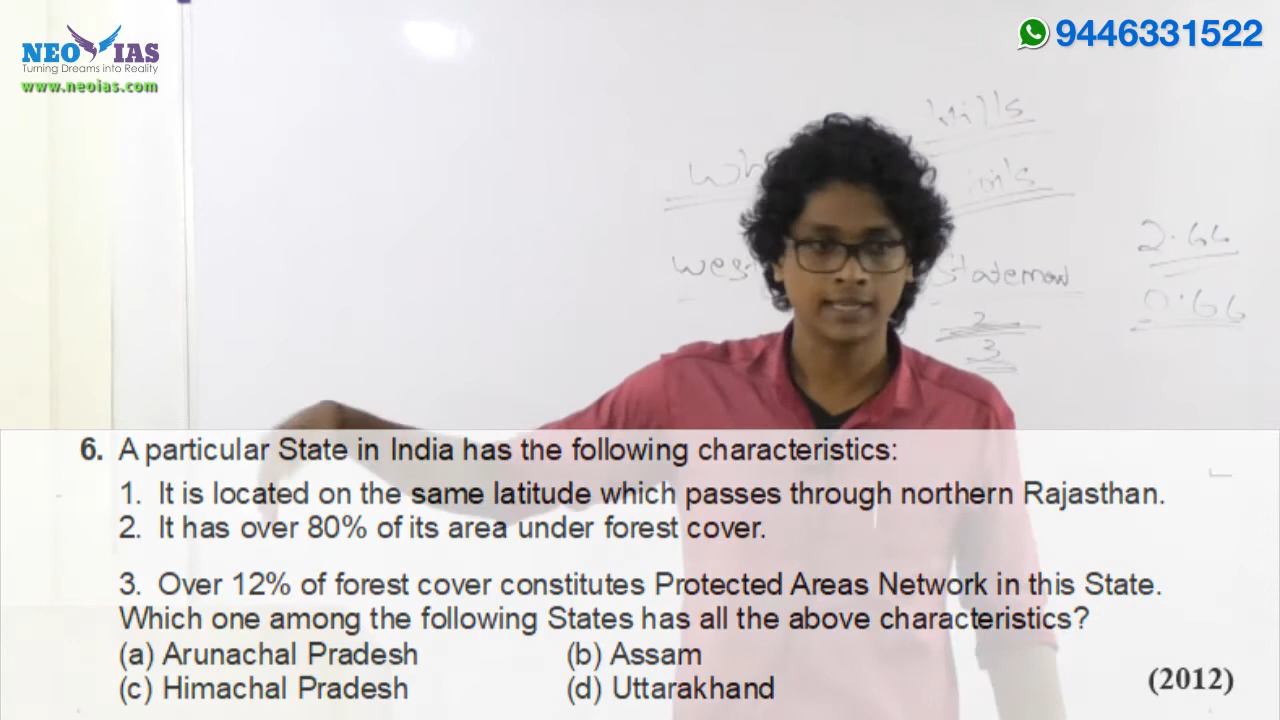 NEO IAS
Turning Dreams into Reality
www.neoias.com
9446331522
hills
2.66
0.66
statement
2
3
6. A particular State in India has the following characteristics:
1. It is located on the same latitude which passes through northern Rajasthan.
2. It has over 80% of its area under forest cover.
3. Over 12% of forest cover constitutes Protected Areas Network in this State.
Which one among the following States has all the above characteristics?
(a) Arunachal Pradesh (b) Assam
(c) Himachal Pradesh (d) Uttarakhand
(2012)